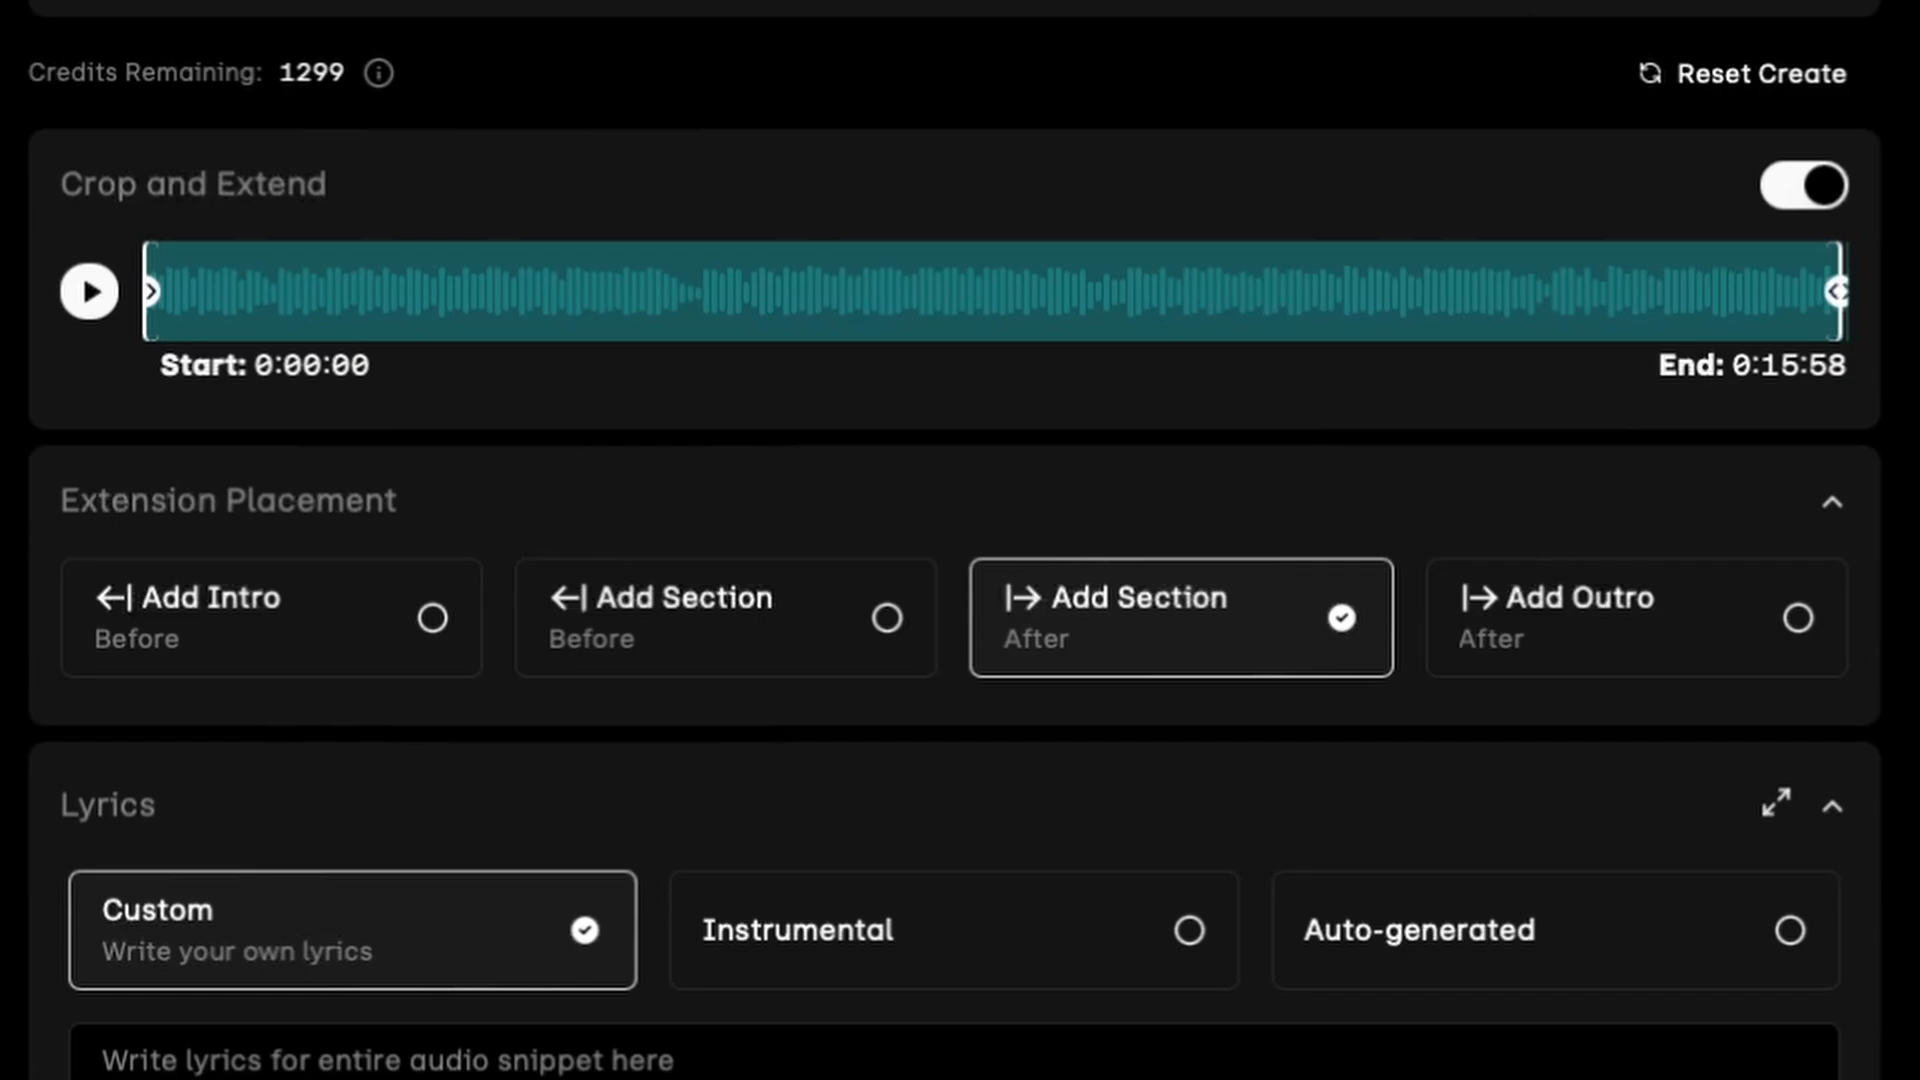 Credits Remaining: 1299
Reset Create
Crop and Extend
Start: 0:00:00
End: 0:15:58
Extension Placement
Add Intro
Before
Add Section
Before
Add Section
After
Add Outro
After
Lyrics
Custom
Write your own lyrics
Instrumental
Auto-generated
Write lyrics for entire audio snippet here